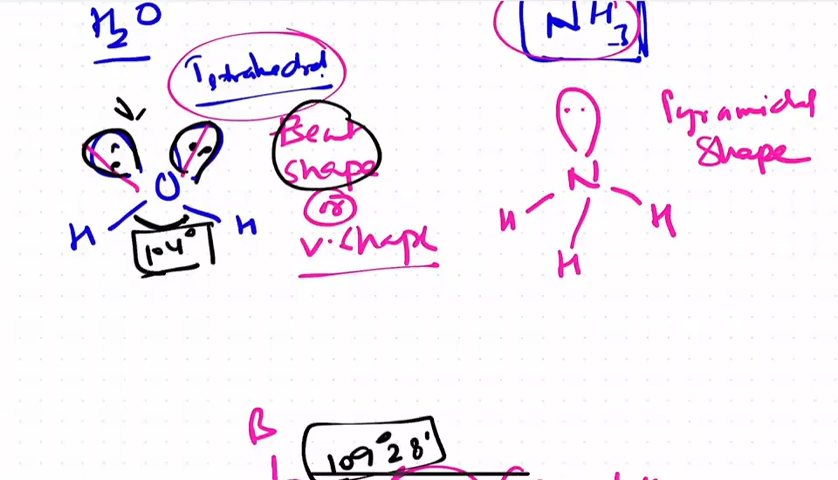 H2O
NH3
Tetrahedral
Bent
shape
or
V. shape
Pyramidal
Shape
O
H
H
104°
N
H
H
H
B
109°28'